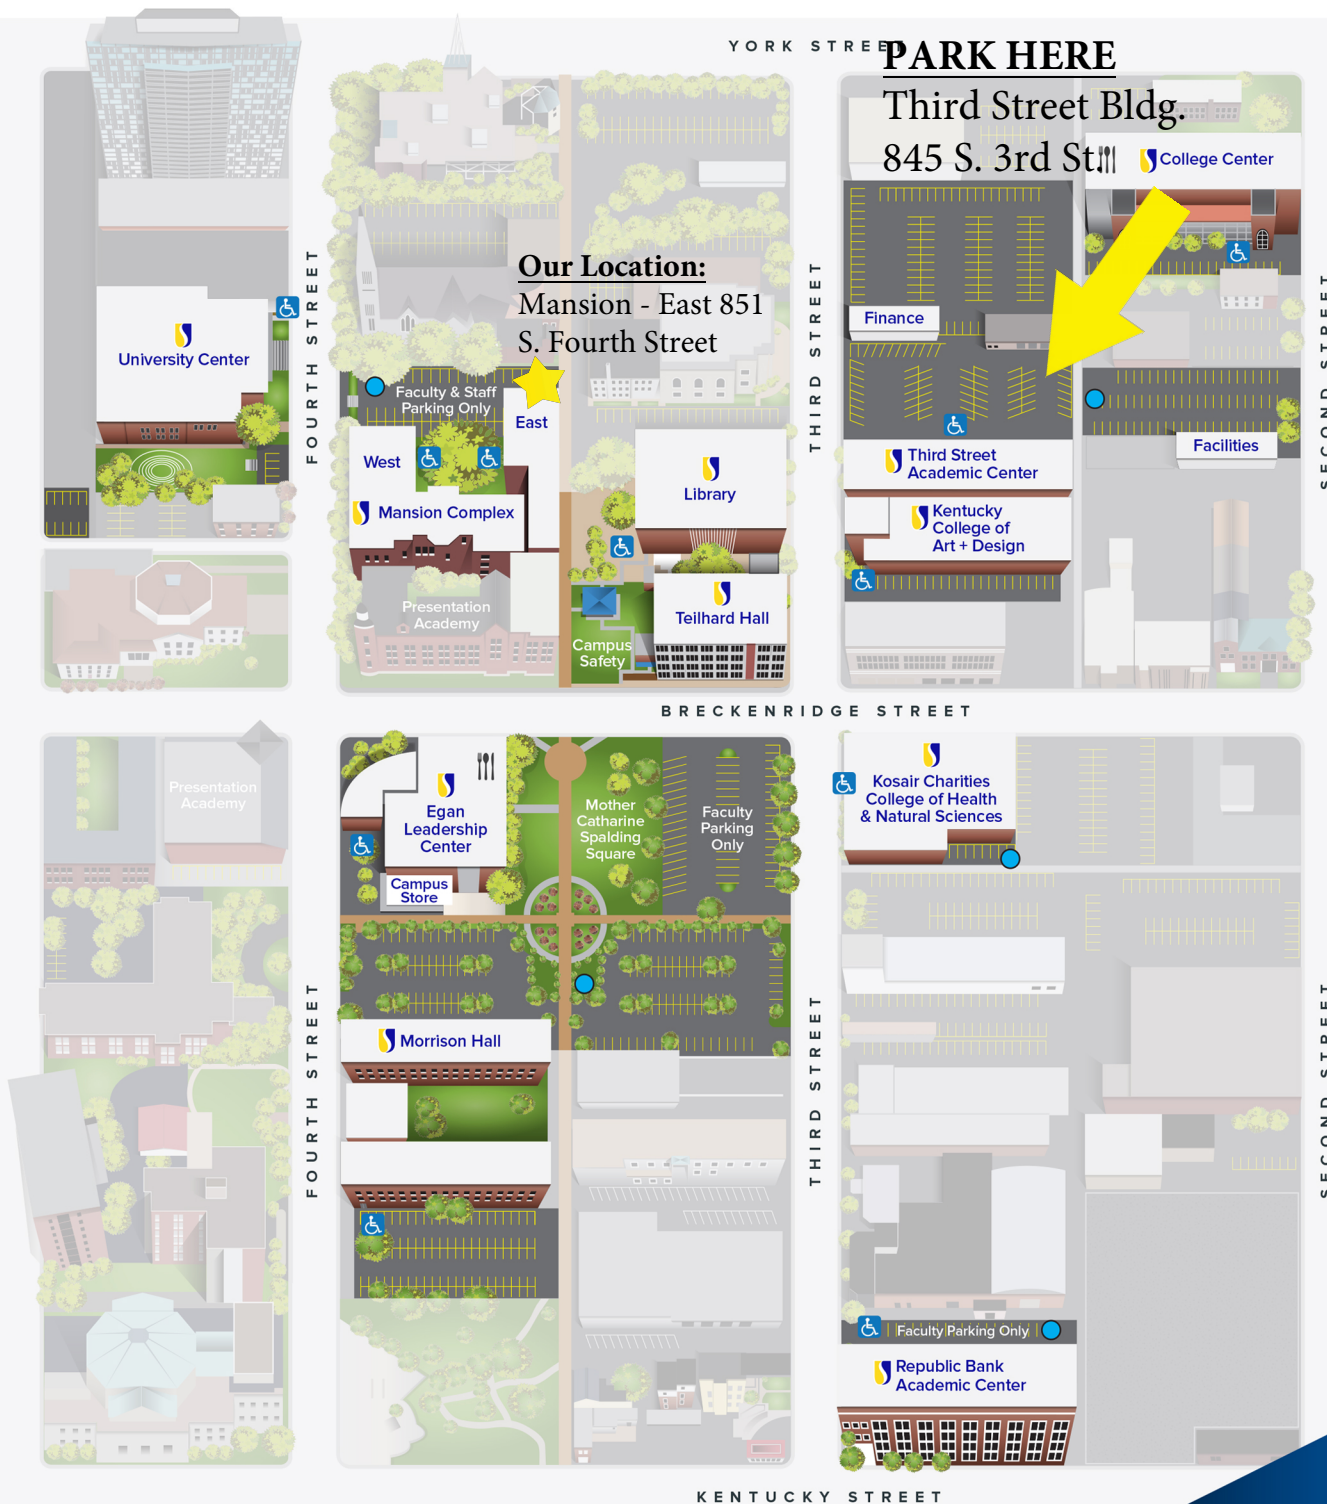 YORK STREET
PARK HERE
Third Street Bldg.
845 S. 3rd St.
College Center
Our Location:
Mansion - East 851
S. Fourth Street
FOURTH STREET
THIRD STREET
SECOND STREET
University Center
Finance
Faculty & Staff
Parking Only
East
West
Mansion Complex
Library
Third Street
Academic Center
Facilities
Kentucky
College of
Art + Design
Presentation
Academy
Teilhard Hall
Campus
Safety
BRECKENRIDGE STREET
Presentation
Academy
Egan
Leadership
Center
Campus
Store
Mother
Catharine
Spalding
Square
Faculty
Parking
Only
Kosair Charities
College of Health
& Natural Sciences
FOURTH STREET
THIRD STREET
SECOND STREET
Morrison Hall
Faculty Parking Only
Republic Bank
Academic Center
KENTUCKY STREET